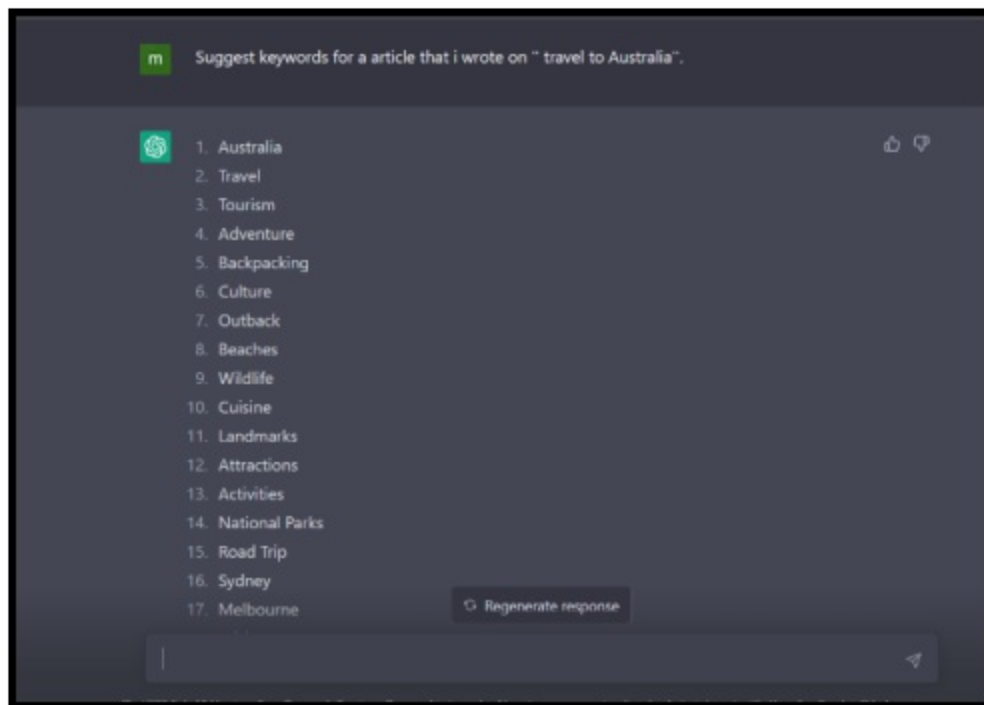 m
Suggest keywords for a article that i wrote on " travel to Australia".
1. Australia
2. Travel
3. Tourism
4. Adventure
5. Backpacking
6. Culture
7. Outback
8. Beaches
9. Wildlife
10. Cuisine
11. Landmarks
12. Attractions
13. Activities
14. National Parks
15. Road Trip
16. Sydney
17. Melbourne
Regenerate response